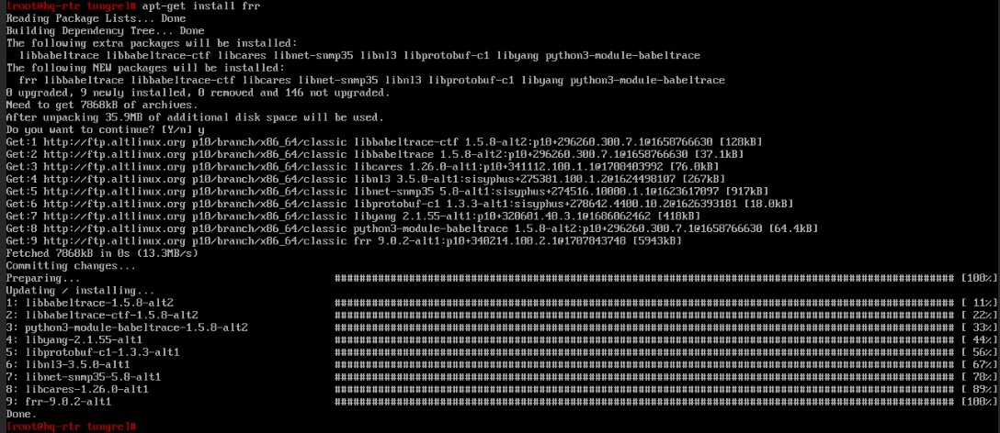 [root@hq-rtr tungre]# apt-get install frr
Reading Package Lists... Done
Building Dependency Tree... Done
The following extra packages will be installed:
  libbabeltrace libbabeltrace-ctf libcares libnet-snmp35 libnl3 libprotobuf-c1 libyang python3-module-babeltrace
The following NEW packages will be installed:
  frr libbabeltrace libbabeltrace-ctf libcares libnet-snmp35 libnl3 libprotobuf-c1 libyang python3-module-babeltrace
0 upgraded, 9 newly installed, 0 removed and 146 not upgraded.
Need to get 7868kB of archives.
After unpacking 35.9MB of additional disk space will be used.
Do you want to continue? [Y/n] y
Get:1 http://ftp.altlinux.org p10/branch/x86_64/classic libbabeltrace-ctf 1.5.8-alt2:p10+296260.300.7.1@1658766630 [128kB]
Get:2 http://ftp.altlinux.org p10/branch/x86_64/classic libbabeltrace 1.5.8-alt2:p10+296260.300.7.1@1658766630 [37.1kB]
Get:3 http://ftp.altlinux.org p10/branch/x86_64/classic libcares 1.26.0-alt1:p10+341112.100.1.1@1708403992 [76.0kB]
Get:4 http://ftp.altlinux.org p10/branch/x86_64/classic libnl3 3.5.0-alt1:sisyphus+275381.100.1.2@1624498107 [267kB]
Get:5 http://ftp.altlinux.org p10/branch/x86_64/classic libnet-snmp35 5.8-alt1:sisyphus+274516.10000.1.1@1623617097 [917kB]
Get:6 http://ftp.altlinux.org p10/branch/x86_64/classic libprotobuf-c1 1.3.3-alt1:sisyphus+278642.4400.10.2@1626393181 [18.0kB]
Get:7 http://ftp.altlinux.org p10/branch/x86_64/classic libyang 2.1.55-alt1:p10+320601.40.3.1@1686062462 [418kB]
Get:8 http://ftp.altlinux.org p10/branch/x86_64/classic python3-module-babeltrace 1.5.8-alt2:p10+296260.300.7.1@1658766630 [64.4kB]
Get:9 http://ftp.altlinux.org p10/branch/x86_64/classic frr 9.0.2-alt1:p10+340214.100.2.1@1707843748 [5943kB]
Fetched 7868kB in 0s (13.3MB/s)
Committing changes...
Preparing... #################################################################################################### [100%]
Updating / installing...
1: libbabeltrace-1.5.8-alt2 #################################################################################################### [ 11%]
2: libbabeltrace-ctf-1.5.8-alt2 #################################################################################################### [ 22%]
3: python3-module-babeltrace-1.5.8-alt2 #################################################################################################### [ 33%]
4: libyang-2.1.55-alt1 #################################################################################################### [ 44%]
5: libprotobuf-c1-1.3.3-alt1 #################################################################################################### [ 56%]
6: libnl3-3.5.0-alt1 #################################################################################################### [ 67%]
7: libnet-snmp35-5.8-alt1 #################################################################################################### [ 78%]
8: libcares-1.26.0-alt1 #################################################################################################### [ 89%]
9: frr-9.0.2-alt1 #################################################################################################### [100%]
Done.
[root@hq-rtr tungre]#